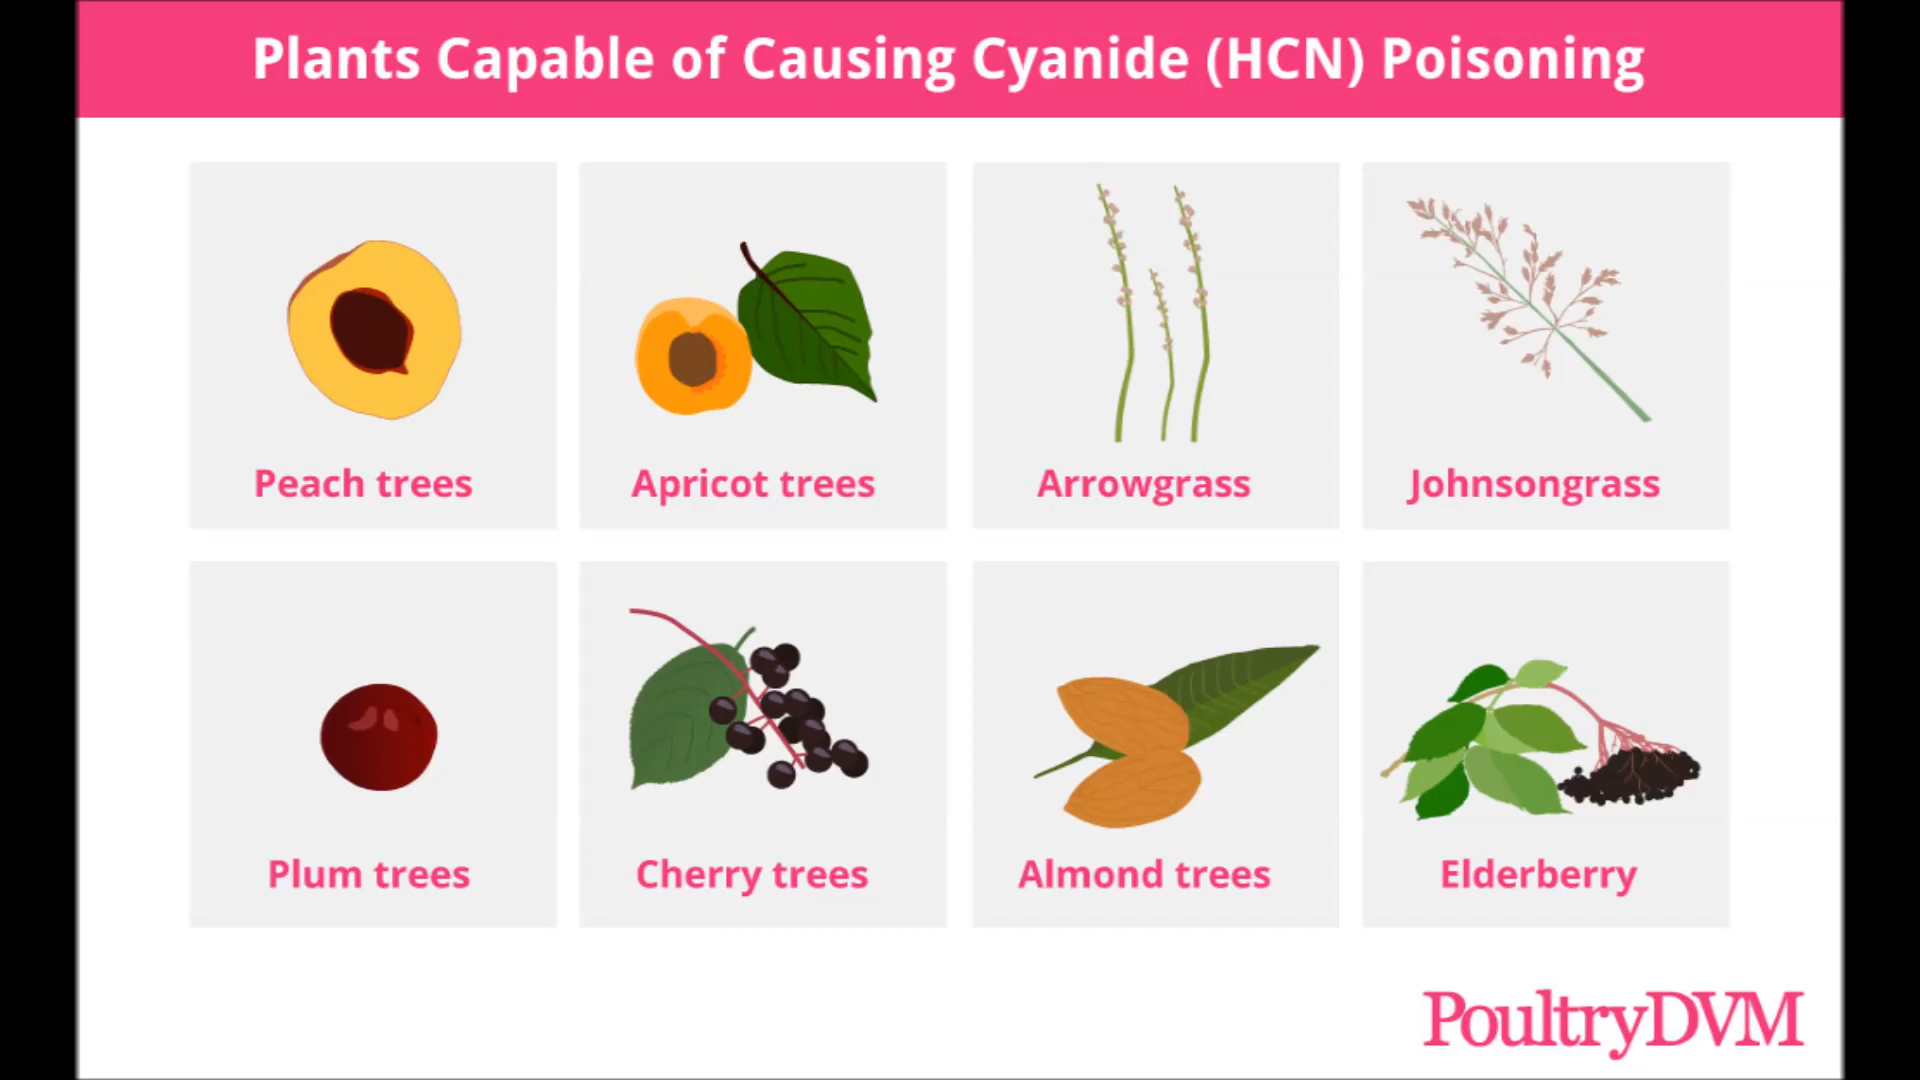 Plants Capable of Causing Cyanide (HCN) Poisoning
Peach trees
Apricot trees
Arrowgrass
Johnsongrass
Plum trees
Cherry trees
Almond trees
Elderberry
PoultryDVM